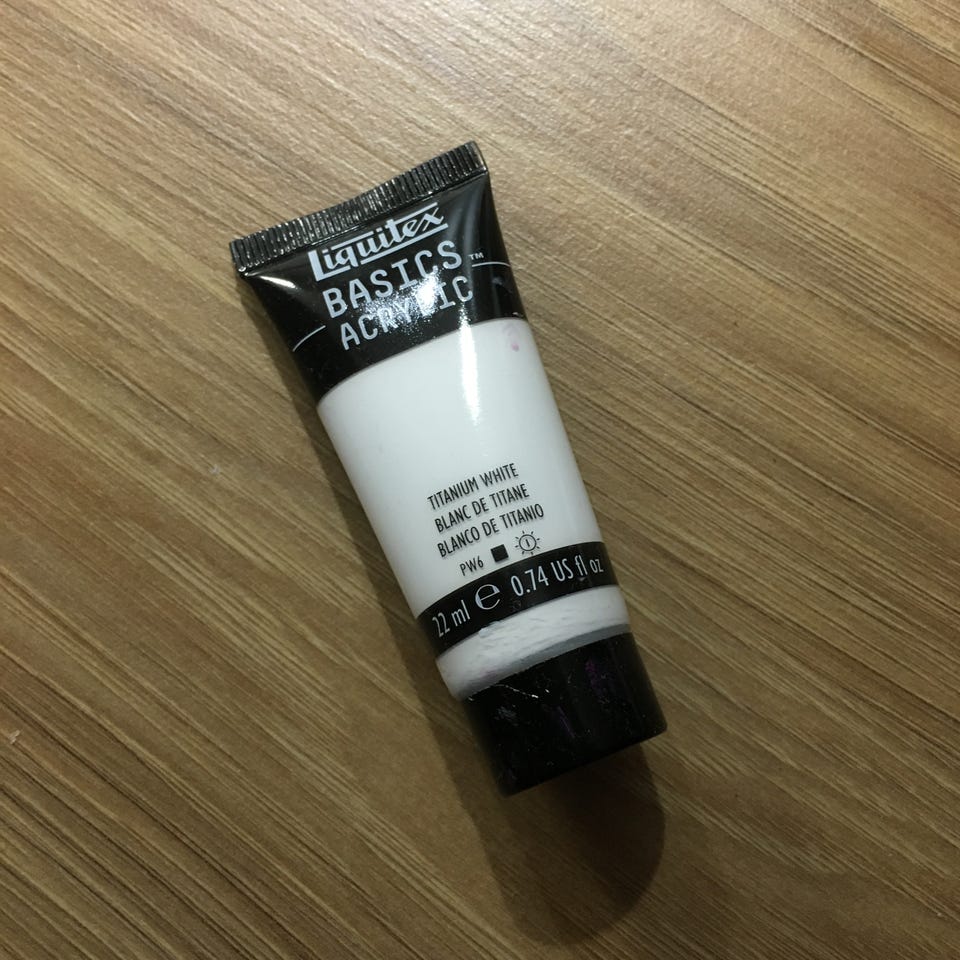 Liquitex
BASICS™
ACRYLIC
TITANIUM WHITE
BLANC DE TITANE
BLANCO DE TITANIO
PW6 I
22 ml e 0.74 US fl oz